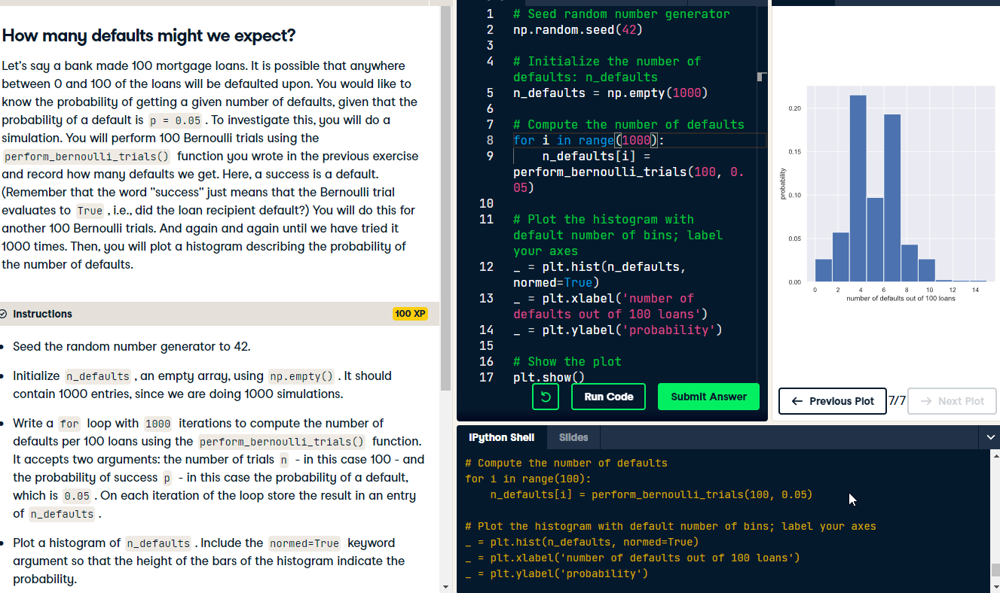 How many defaults might we expect?
Let's say a bank made 100 mortgage loans. It is possible that anywhere
between 0 and 100 of the loans will be defaulted upon. You would like to
know the probability of getting a given number of defaults, given that the
probability of a default is p = 0.05 . To investigate this, you will do a
simulation. You will perform 100 Bernoulli trials using the
perform_bernoulli_trials() function you wrote in the previous exercise
and record how many defaults we get. Here, a success is a default.
(Remember that the word "success" just means that the Bernoulli trial
evaluates to True , i.e., did the loan recipient default?) You will do this for
another 100 Bernoulli trials. And again and again until we have tried it
1000 times. Then, you will plot a histogram describing the probability of
the number of defaults.
Instructions
100 XP
Seed the random number generator to 42.
Initialize n_defaults , an empty array, using np.empty() . It should
contain 1000 entries, since we are doing 1000 simulations.
Write a for loop with 1000 iterations to compute the number of
defaults per 100 loans using the perform_bernoulli_trials() function.
It accepts two arguments: the number of trials n - in this case 100 - and
the probability of success p - in this case the probability of a default,
which is 0.05 . On each iteration of the loop store the result in an entry
of n_defaults .
Plot a histogram of n_defaults . Include the normed=True keyword
argument so that the height of the bars of the histogram indicate the
probability.
1 # Seed random number generator
2 np.random.seed(42)
3
4 # Initialize the number of
defaults: n_defaults
5 n_defaults = np.empty(1000)
6
7 # Compute the number of defaults
8 for i in range(1000):
9 n_defaults[i] =
perform_bernoulli_trials(100, 0.
05)
10
11 # Plot the histogram with
default number of bins; label
your axes
12 _ = plt.hist(n_defaults,
normed=True)
13 _ = plt.xlabel('number of
defaults out of 100 loans')
14 _ = plt.ylabel('probability')
15
16 # Show the plot
17 plt.show()
Run Code
Submit Answer
IPython Shell
Slides
# Compute the number of defaults
for i in range(100):
n_defaults[i] = perform_bernoulli_trials(100, 0.05)
# Plot the histogram with default number of bins; label your axes
_ = plt.hist(n_defaults, normed=True)
_ = plt.xlabel('number of defaults out of 100 loans')
_ = plt.ylabel('probability')
0.20
0.15
0.10
0.05
0.00
probability
0 2 4 6 8 10 12 14
number of defaults out of 100 loans
← Previous Plot
7/7
→ Next Plot